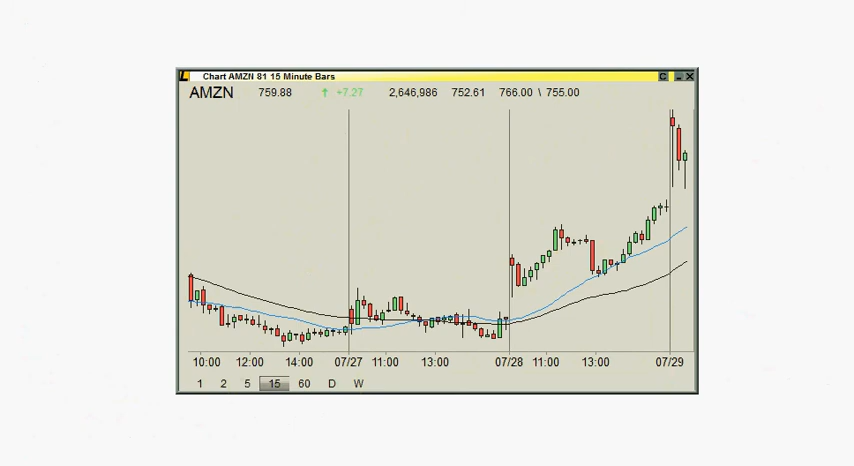 L Chart AMZN 81 15 Minute Bars C
AMZN 759.88 ↑ +7.27 2,646,986 752.61 766.00 \ 755.00
10:00 12:00 14:00 07/27 11:00 13:00 07/28 11:00 13:00 07/29
1 2 5 15 60 D W